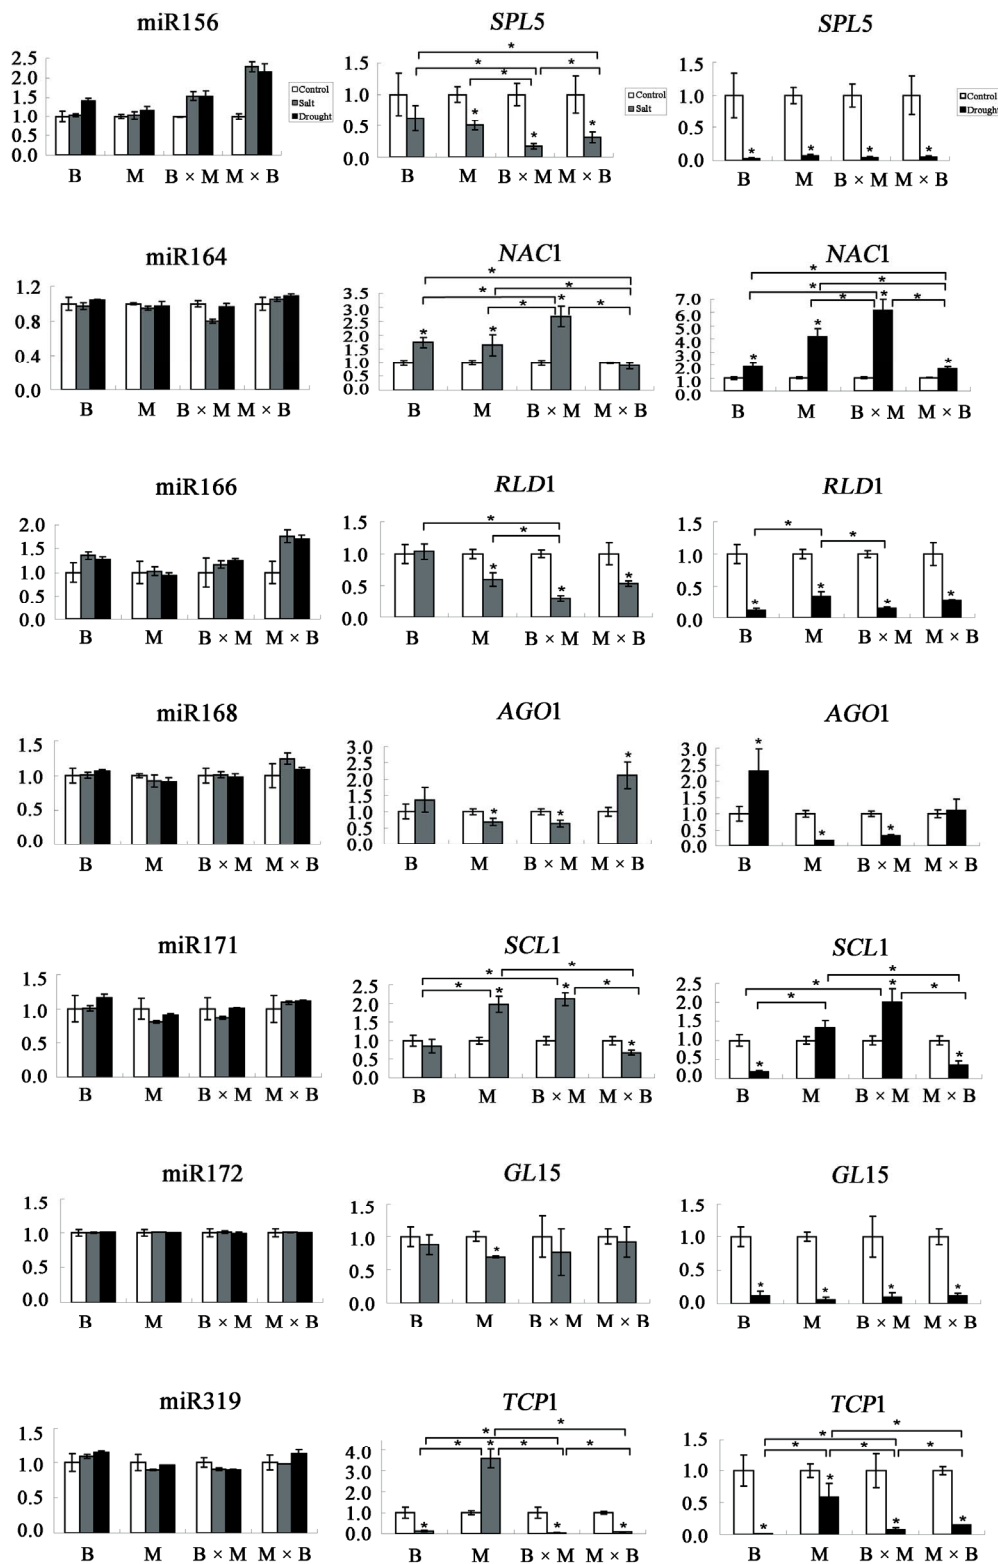 miR156 SPL5 SPL5
2.5 2.0 1.5 1.0 0.5 0.0 Control Salt Drought
1.5 1.0 0.5 0.0 * * * * * * * Control Salt
1.5 1.0 0.5 0.0 * * * * Control Drought
B M B × M M × B B M B × M M × B B M B × M M × B
miR164 NAC1 NAC1
1.2 0.8 0.4 0.0
3.5  3.0 2.5 2.0 1.5 1.0 0.5 0.0 * * * * * * * *
7.0 6.0 5.0 4.0 3.0 2.0 1.0 0.0 * * * * * * * * *
B M B × M M × B B M B × M M × B B M B × M M × B
miR166 RLD1 RLD1
2.0 1.5 1.0 0.5 0.0
1.5 1.0 0.5 0.0 * * * * *
1.5 1.0 0.5 0.0 * * * * * *
B M B × M M × B B M B × M M × B B M B × M M × B
miR168 AGO1 AGO1
1.5 1.0 0.5 0.0
3.0 2.5 2.0 1.5 1.0 0.5 0.0 * * *
3.0 2.5 2.0 1.5 1.0 0.5 0.0 * * *
B M B × M M × B B M B × M M × B B M B × M M × B
miR171 SCL1 SCL1
1.5 1.0 0.5 0.0
2.5 2.0 1.5 1.0 0.5 0.0 * * * * * * *
2.5 2.0 1.5 1.0 0.5 0.0 * * * * * * *
B M B × M M × B B M B × M M × B B M B × M M × B
miR172 GL15 GL15
1.5 1.0 0.5 0.0
1.5 1.0 0.5 0.0 *
1.5 1.0 0.5 0.0 * * * *
B M B × M M × B B M B × M M × B B M B × M M × B
miR319 TCP1 TCP1
1.5 1.0 0.5 0.0
4.0 3.0 2.0 1.0 0.0 * * * * * * * * *
1.5 1.0 0.5 0.0 * * * * * * * * *
B M B × M M × B B M B × M M × B B M B × M M × B